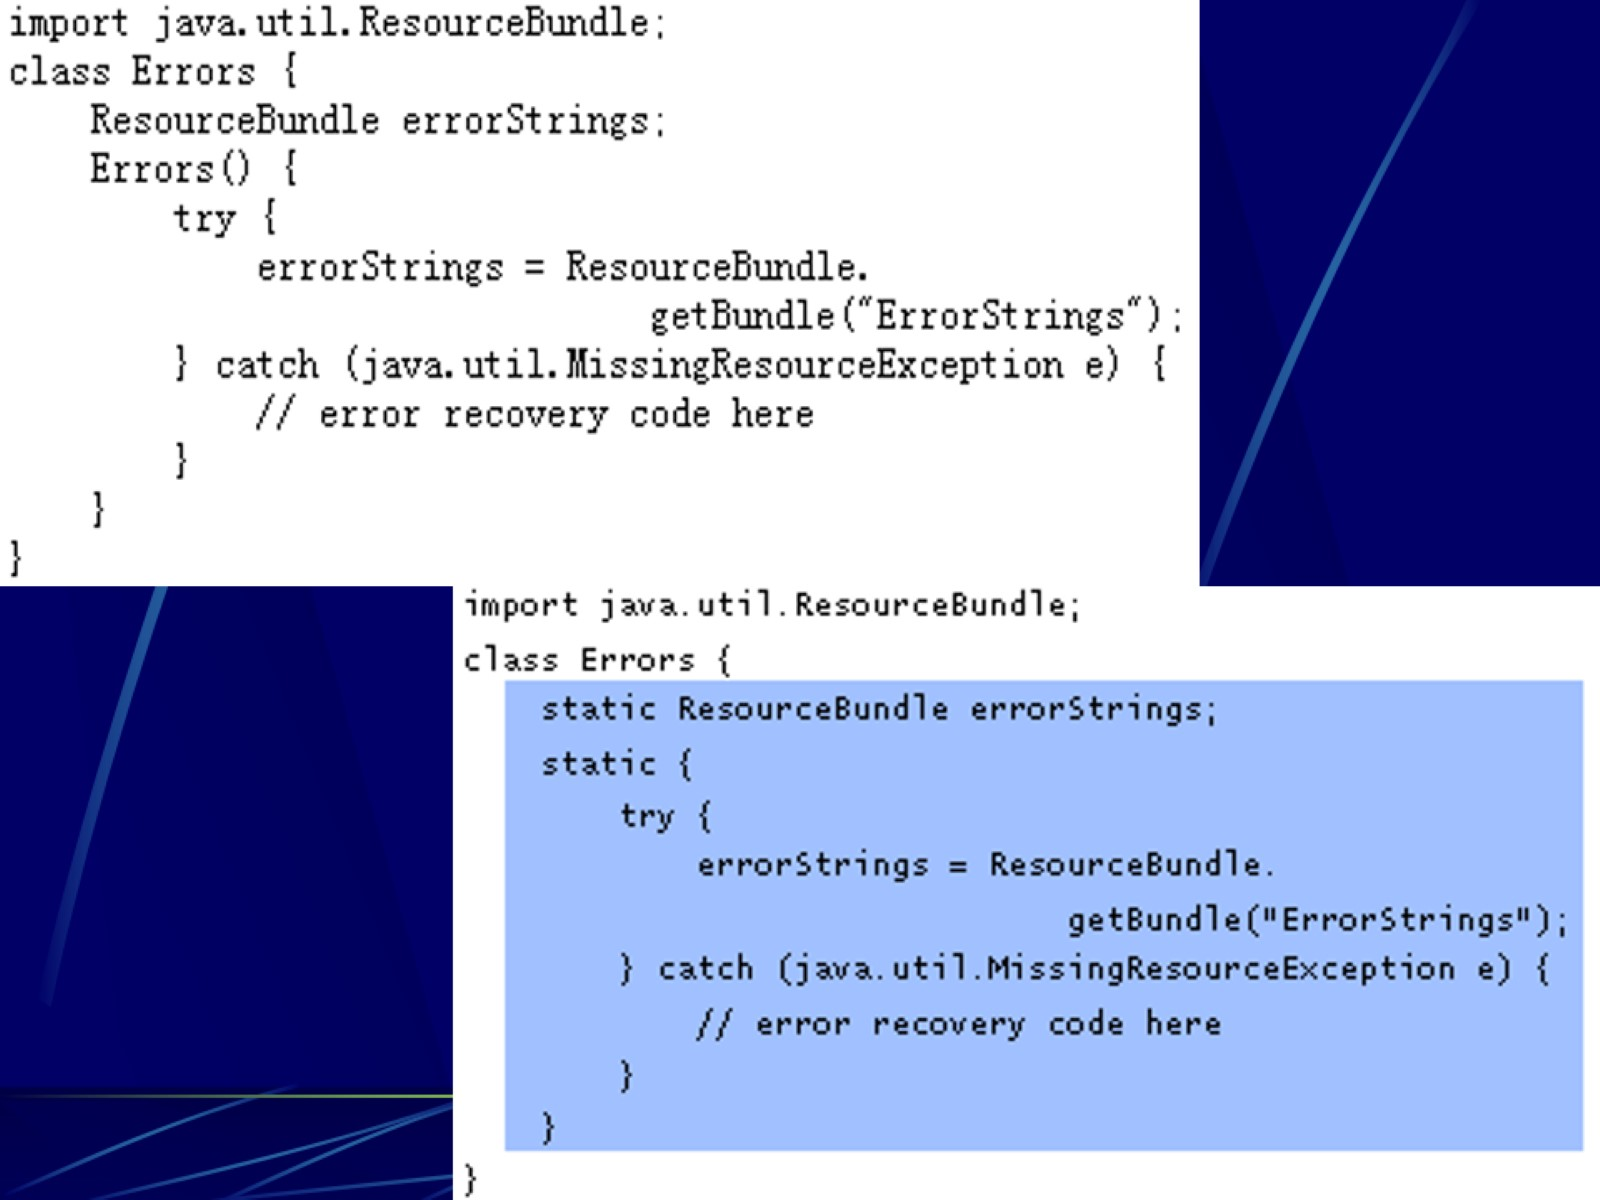 import java.util.ResourceBundle;
class Errors {
    ResourceBundle errorStrings;
    Errors() {
        try {
            errorStrings = ResourceBundle.
                               getBundle(“ErrorStrings“);
        } catch (java.util.MissingResourceException e) {
            // error recovery code here
        }
    }
}
import java.util.ResourceBundle;
class Errors {
    static ResourceBundle errorStrings;
    static {
        try {
            errorStrings = ResourceBundle.
                               getBundle("ErrorStrings");
        } catch (java.util.MissingResourceException e) {
            // error recovery code here
        }
    }
}